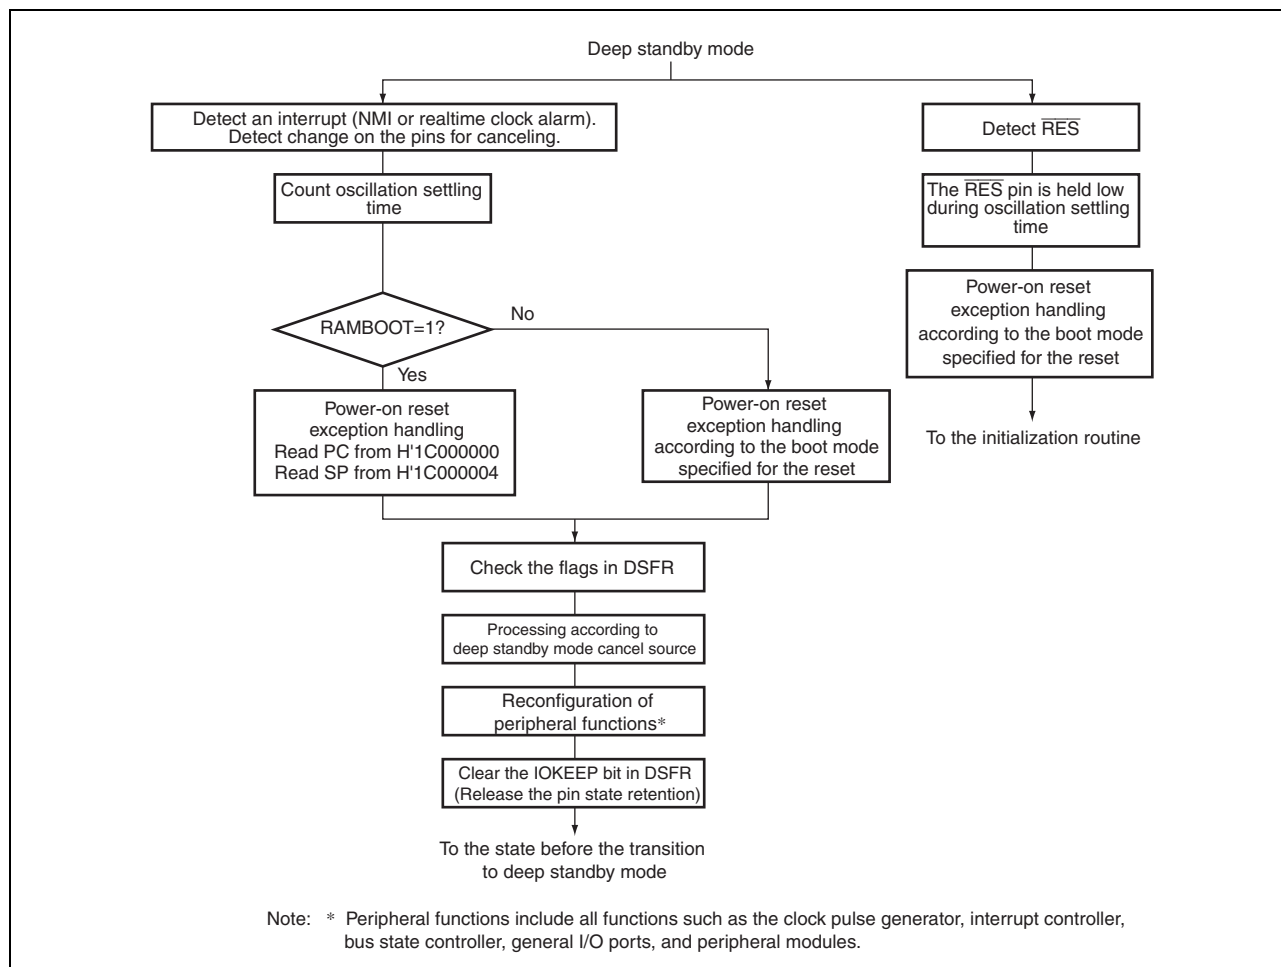 Deep standby mode
Detect an interrupt (NMI or realtime clock alarm).
Detect change on the pins for canceling.
Count oscillation settling
time
RAMBOOT=1?
No
Yes
Power-on reset
exception handling
Read PC from H'1C000000
Read SP from H'1C000004
Power-on reset
exception handling
according to the boot mode
specified for the reset
Detect R̅E̅S̅
The R̅E̅S̅ pin is held low
during oscillation settling
time
Power-on reset
exception handling
according to the boot mode
specified for the reset
To the initialization routine
Check the flags in DSFR
Processing according to
deep standby mode cancel source
Reconfiguration of
peripheral functions*
Clear the IOKEEP bit in DSFR
(Release the pin state retention)
To the state before the transition
to deep standby mode
Note: * Peripheral functions include all functions such as the clock pulse generator, interrupt controller,
bus state controller, general I/O ports, and peripheral modules.